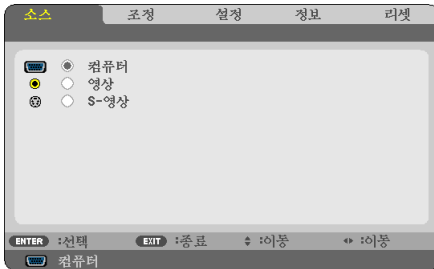 소스 조정 설정 정보 리셋
컴퓨터
영상
S-영상
ENTER :선택 EXIT :종료 :이동 :이동
컴퓨터